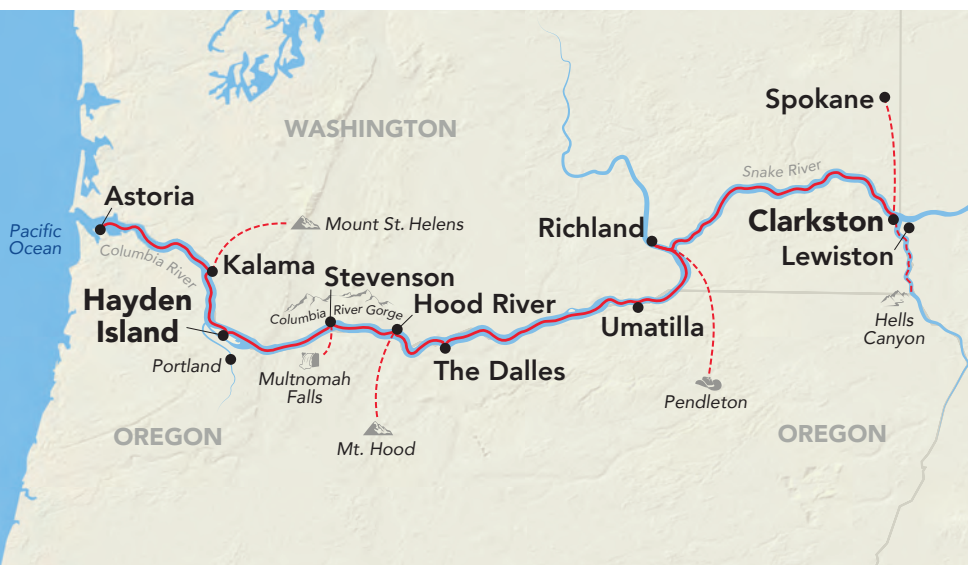 Spokane
WASHINGTON
Snake River
Astoria
Mount St. Helens
Pacific
Ocean
Richland
Clarkston
Columbia River
Lewiston
Kalama
Stevenson
Hayden
Island
Hood River
Columbia River Gorge
Umatilla
Hells
Canyon
Portland
Multnomah
Falls
The Dalles
Pendleton
OREGON
Mt. Hood
OREGON